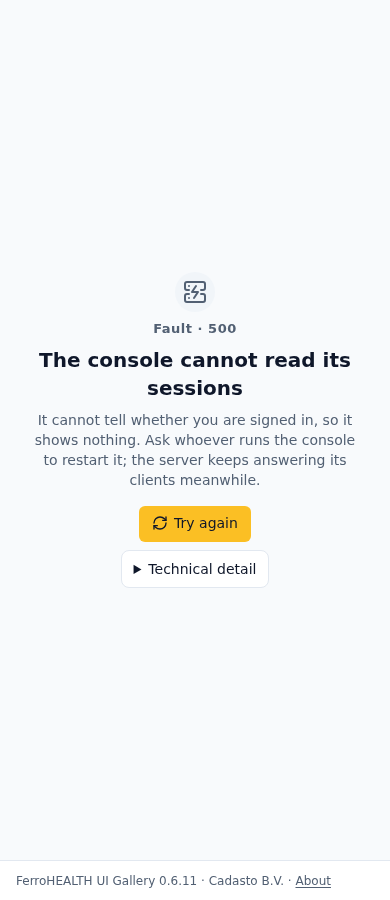 Fault · 500
The console cannot read its
sessions
It cannot tell whether you are signed in, so it
shows nothing. Ask whoever runs the console
to restart it; the server keeps answering its
clients meanwhile.
Try again
Technical detail
FerroHEALTH UI Gallery 0.6.11 · Cadasto B.V. · About